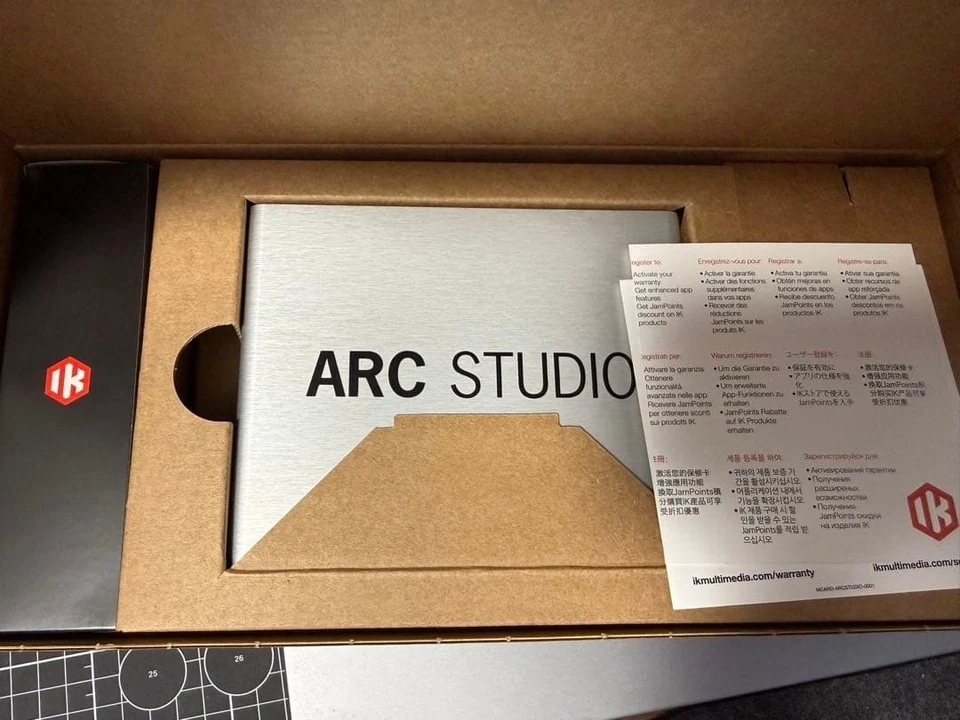 IK
ARC STUDIO
egister to:
Activate your
warranty
Get enhanced app
features
Get JamPoints
discount on IK
products
Enregistrez-vous pour:
• Activer la garantie
• Activer des fonctions
supplémentaires
dans vos apps
• Recevoir des
réductions
JamPoints sur les
produits IK
Registrar a:
• Activa tu garantía
• Obtén mejoras en
funciones de apps
• Recibe descuento
JamPoints en los
productos IK
Registre-se para:
• Ativar sua garantia
• Obter recursos de
app reforçada
• Obter JamPoints
descontos em os
produtos IK
egistrati per:
Attivare la garanzia
Ottenere
funzionalità
avanzate nelle app
Ricevere JamPoints
per ottenere sconti
sui prodotti IK
Warum registrieren:
• Um die Garantie zu
aktivieren
• Um erweiterte
App-Funktionen zu
erhalten
• JamPoints Rabatte
auf IK Produkte
erhalten
ユーザー登録を:
• 保証を有効に
• アプリの仕様を強
化
• IKストアで使える
JamPointsを入手
注册:
• 激活您的保修卡
• 增强应用功能
• 换取JamPoints积
分购买IK产品可享
受折扣优惠
註冊:
激活您的保修卡
增強應用功能
換取JamPoints積
分購買IK產品可享
受折扣優惠
제품 등록을 하여:
• 귀하의 제품 보증 기
간을 활성시키십시오
• 어플리케이션 내에서
기능을 확장시킵시오
• IK 제품 구매 시 할
인을 받을 수 있는
JamPoints를 적립 받
으십시오
Зарегистрируйся для:
• Активирования гарантии
• Получения
расширеных
возможностей
• Получения
JamPoints скидки
на изделия IK
IK
ikmultimedia.com/warranty
ikmultimedia.com/su
MCARD-ARCSTUDIO-0001
25
26